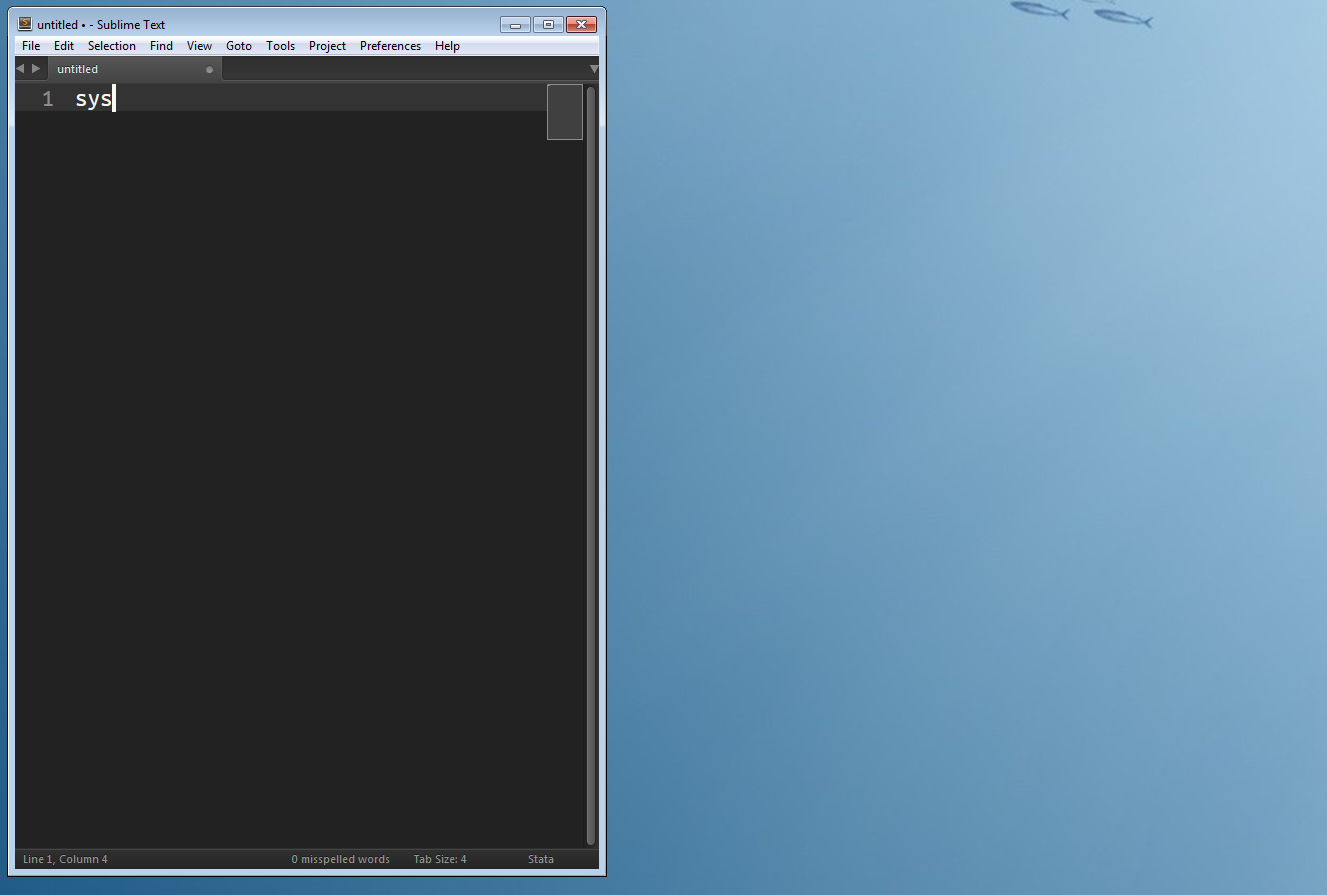 untitled • - Sublime Text
File Edit Selection Find View Goto Tools Project Preferences Help
untitled
1 sys
Line 1, Column 4 0 misspelled words Tab Size: 4 Stata